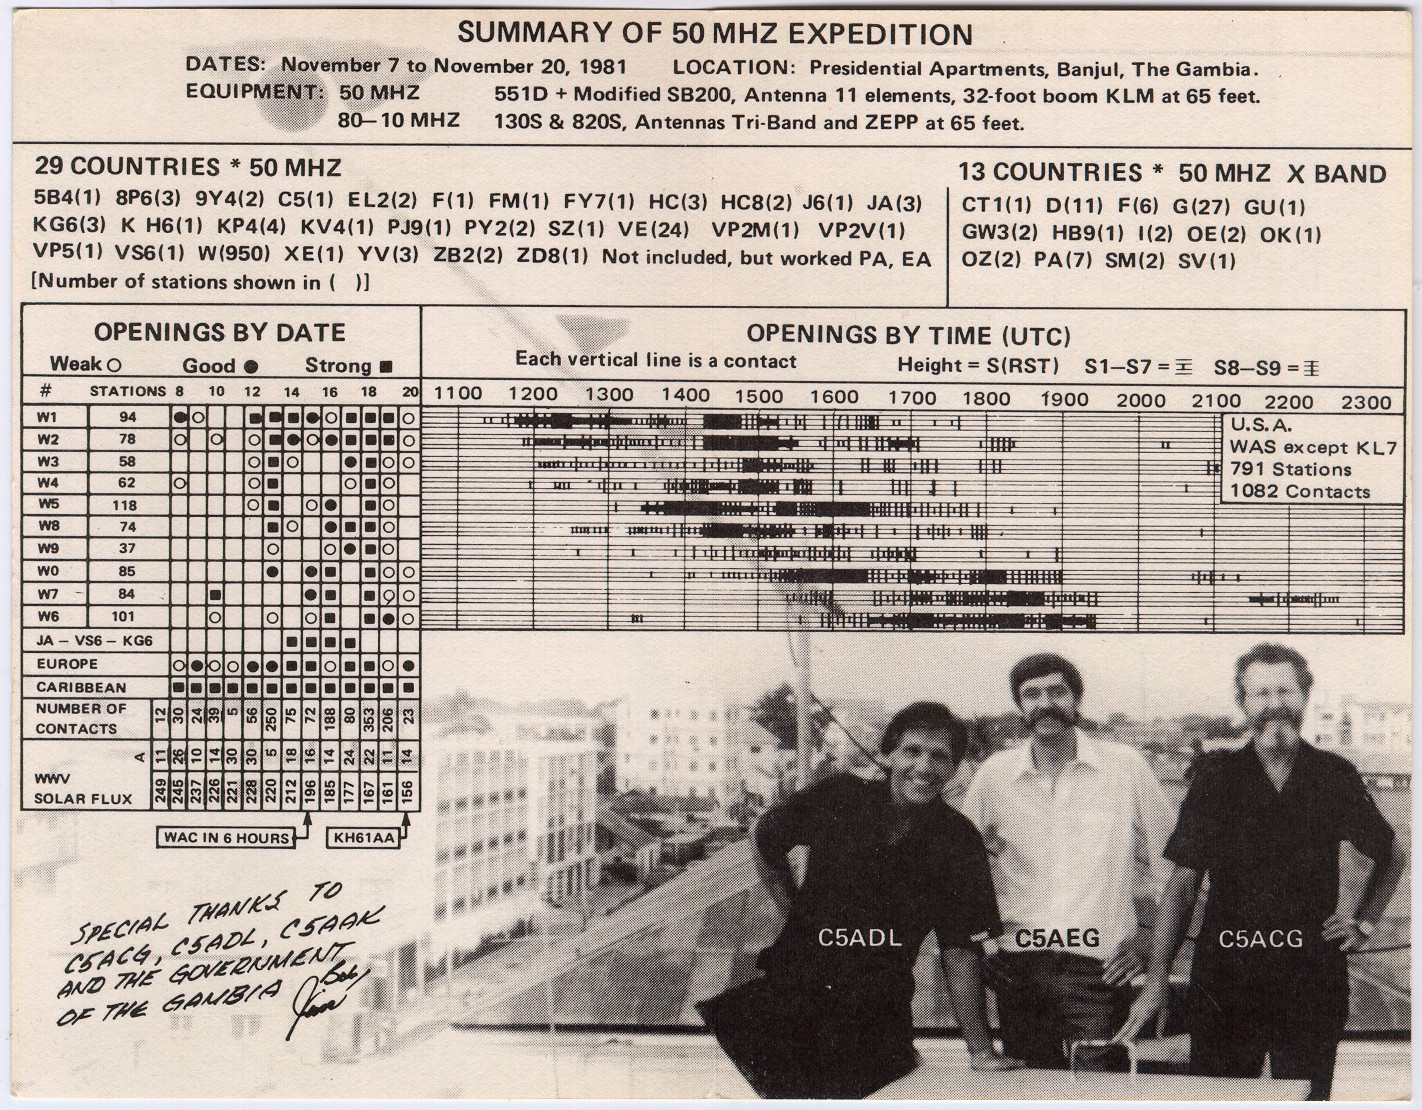 SUMMARY OF 50 MHZ EXPEDITION
DATES: November 7 to November 20, 1981 LOCATION: Presidential Apartments, Banjul, The Gambia.
EQUIPMENT: 50 MHZ 551D + Modified SB200, Antenna 11 elements, 32-foot boom KLM at 65 feet.
80–10 MHZ 130S & 820S, Antennas Tri-Band and ZEPP at 65 feet.
29 COUNTRIES * 50 MHZ
5B4(1) 8P6(3) 9Y4(2) C5(1) EL2(2) F(1) FM(1) FY7(1) HC(3) HC8(2) J6(1) JA(3)
KG6(3) K H6(1) KP4(4) KV4(1) PJ9(1) PY2(2) SZ(1) VE(24) VP2M(1) VP2V(1)
VP5(1) VS6(1) W(950) XE(1) YV(3) ZB2(2) ZD8(1) Not included, but worked PA, EA
[Number of stations shown in ( )]
13 COUNTRIES * 50 MHZ X BAND
CT1(1) D(11) F(6) G(27) GU(1)
GW3(2) HB9(1) I(2) OE(2) OK(1)
OZ(2) PA(7) SM(2) SV(1)
OPENINGS BY DATE
Weak ○ Good ● Strong ■
# STATIONS 8 10 12 14 16 18 20
W1 94
W2 78
W3 58
W4 62
W5 118
W8 74
W9 37
W0 85
W7 84
W6 101
JA – VS6 – KG6
EUROPE
CARIBBEAN
NUMBER OF CONTACTS 12 30 24 39 5 56 250 75 72 188 80 353 206 23
A 11 26 10 14 30 30 5 18 18 14 24 22 11 14
WWV SOLAR FLUX 249 245 237 226 221 228 220 212 196 185 177 167 161 156
WAC IN 6 HOURS KH61AA
OPENINGS BY TIME (UTC)
Each vertical line is a contact Height = S(RST) S1–S7 = S8–S9 =
1100 1200 1300 1400 1500 1600 1700 1800 1900 2000 2100 2200 2300
U.S.A.
WAS except KL7
791 Stations
1082 Contacts
SPECIAL THANKS TO
C5ACG, C5ADL, C5AAK
AND THE GOVERNMENT
OF THE GAMBIA
Bob,
Jim
C5ADL C5AEG C5ACG